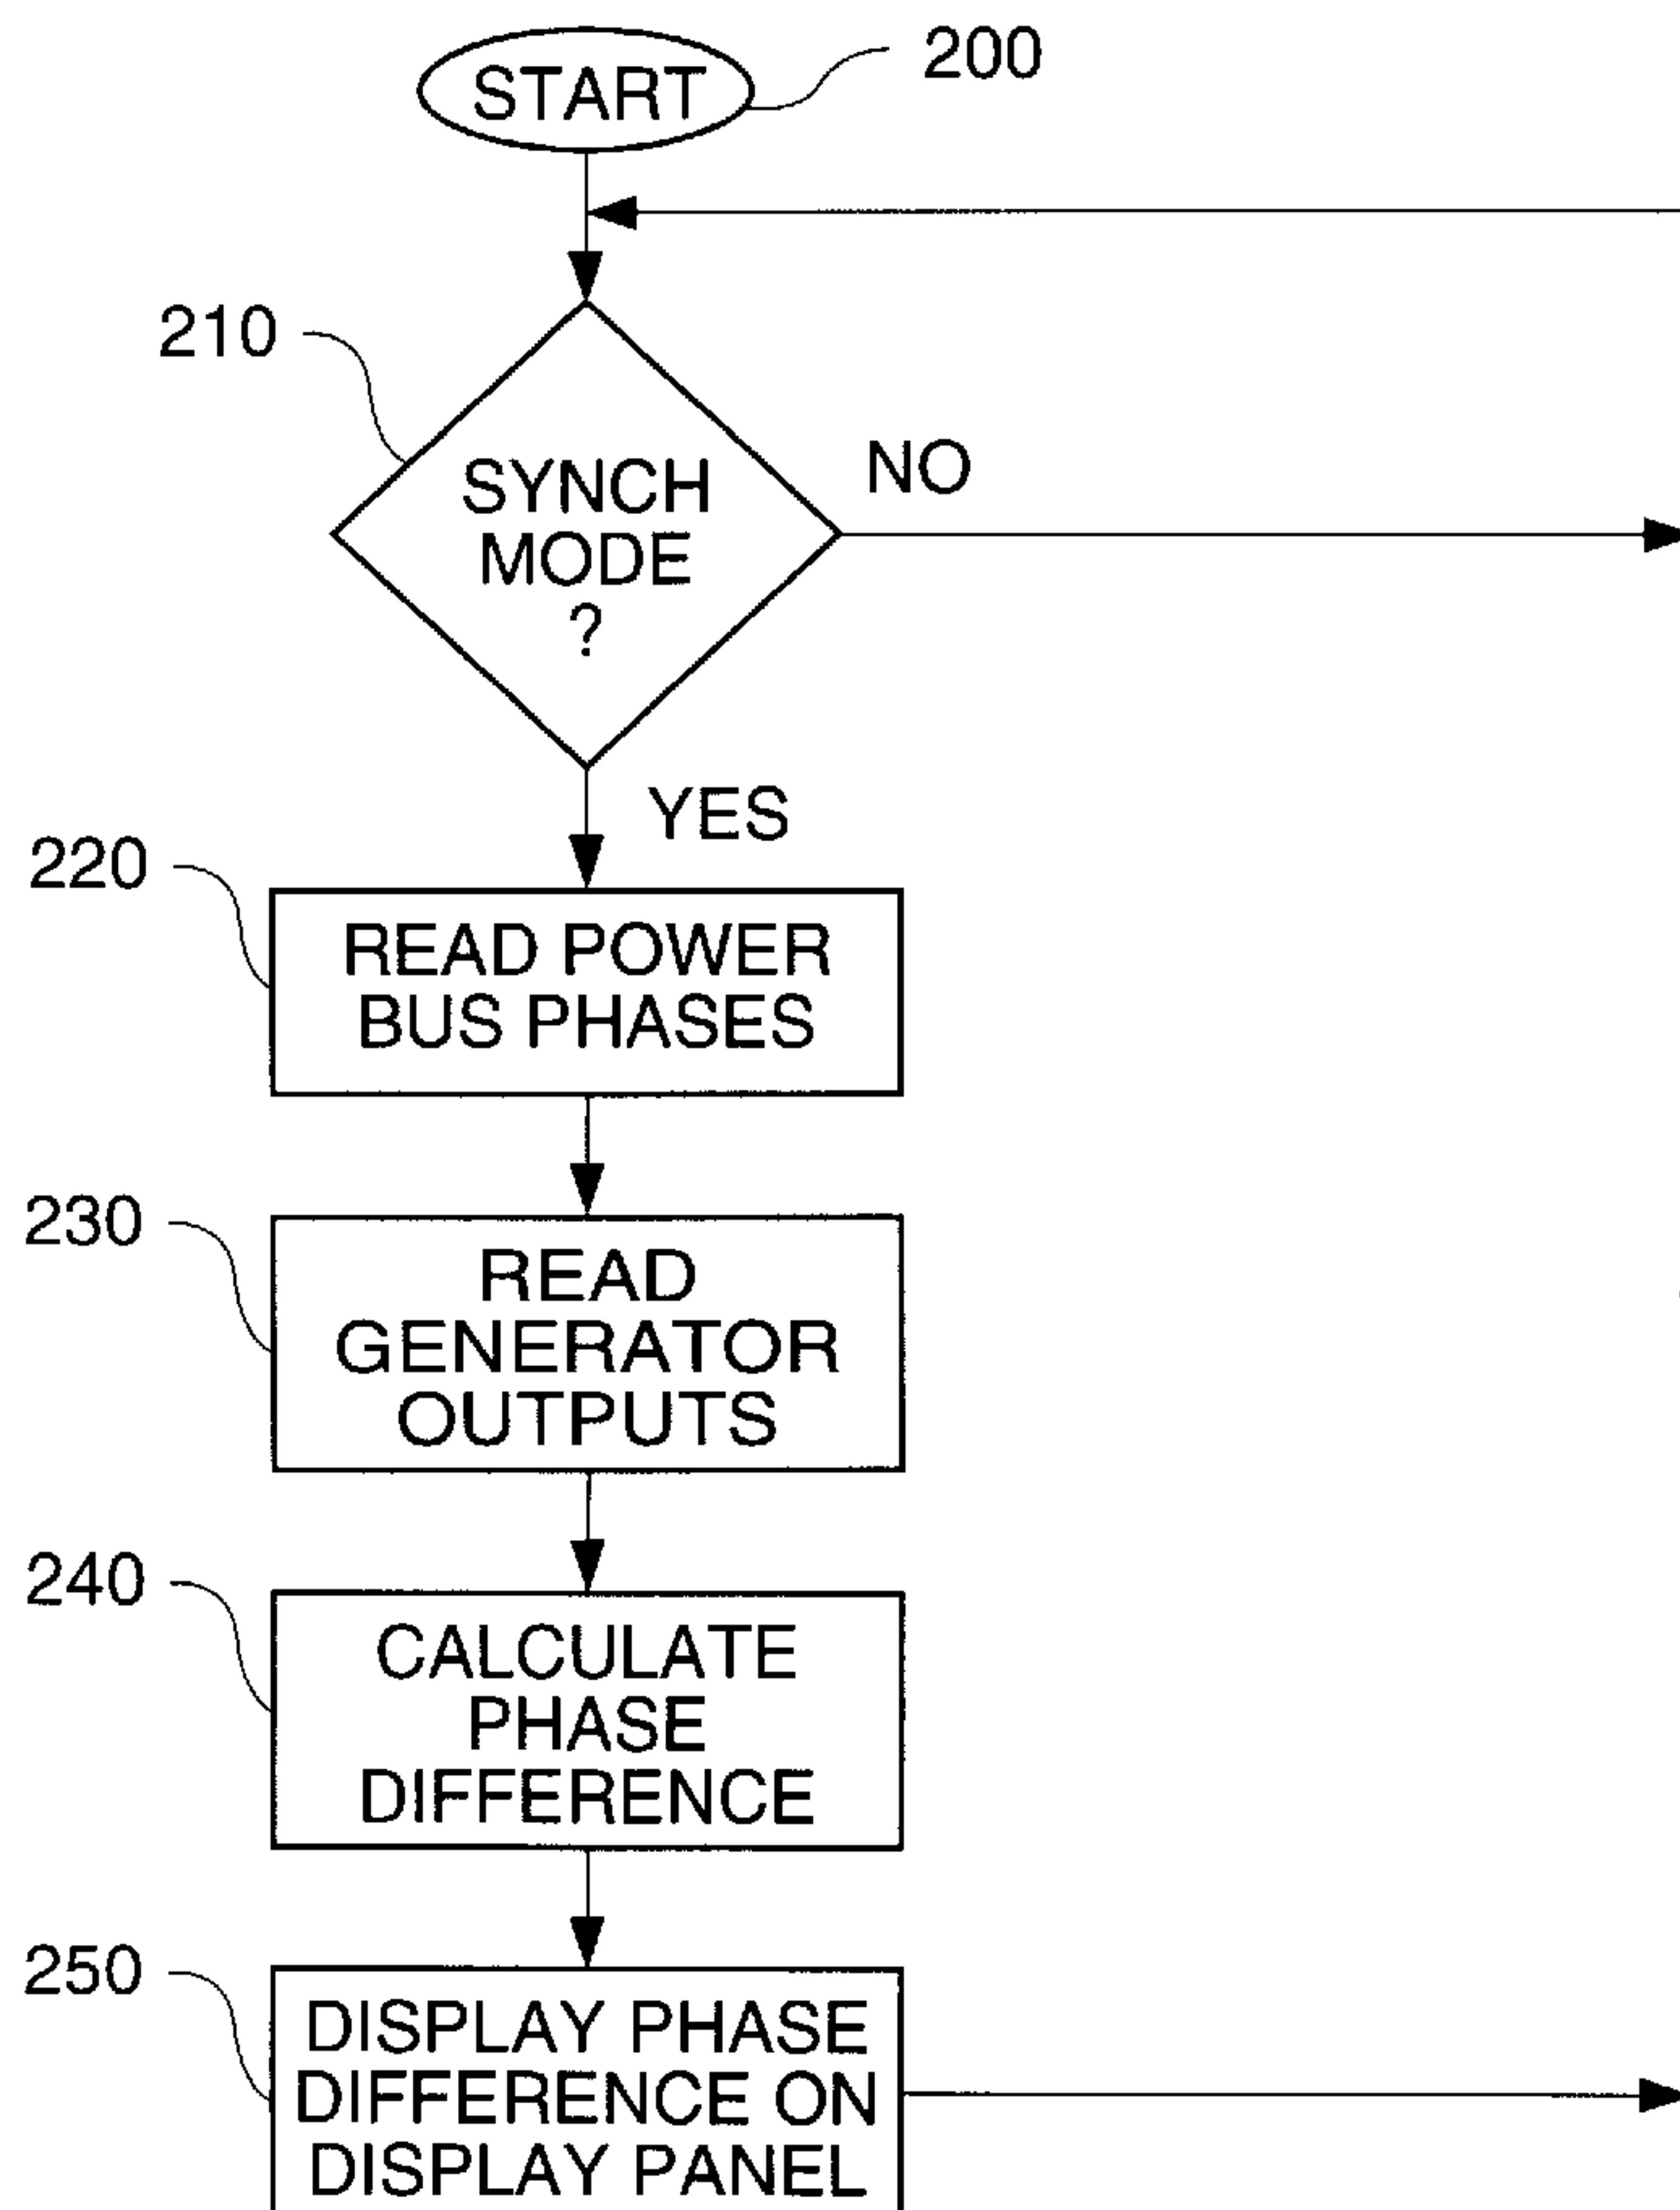 START
200
210
SYNCH
MODE
?
NO
YES
220
READ POWER
BUS PHASES
230
READ
GENERATOR
OUTPUTS
240
CALCULATE
PHASE
DIFFERENCE
250
DISPLAY PHASE
DIFFERENCE ON
DISPLAY PANEL